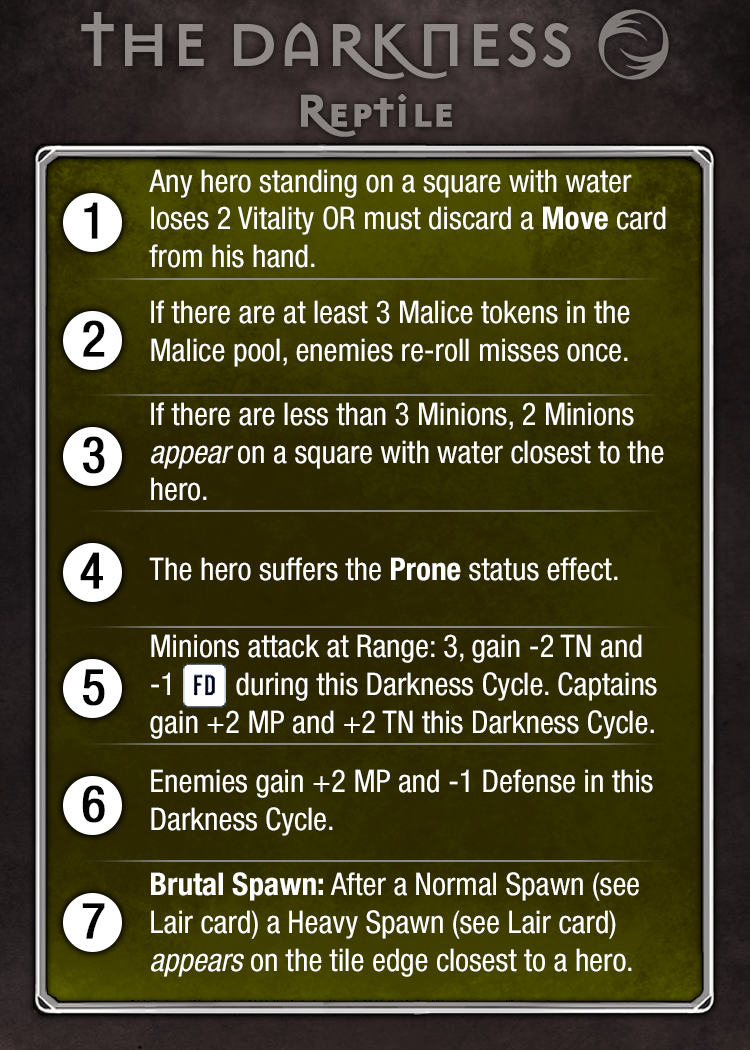 THE DARKNESS
REPTILE
1
Any hero standing on a square with water
loses 2 Vitality OR must discard a Move card
from his hand.
2
If there are at least 3 Malice tokens in the
Malice pool, enemies re-roll misses once.
3
If there are less than 3 Minions, 2 Minions
appear on a square with water closest to the
hero.
4
The hero suffers the Prone status effect.
5
Minions attack at Range: 3, gain -2 TN and
-1 FD during this Darkness Cycle. Captains
gain +2 MP and +2 TN this Darkness Cycle.
6
Enemies gain +2 MP and -1 Defense in this
Darkness Cycle.
7
Brutal Spawn: After a Normal Spawn (see
Lair card) a Heavy Spawn (see Lair card)
appears on the tile edge closest to a hero.